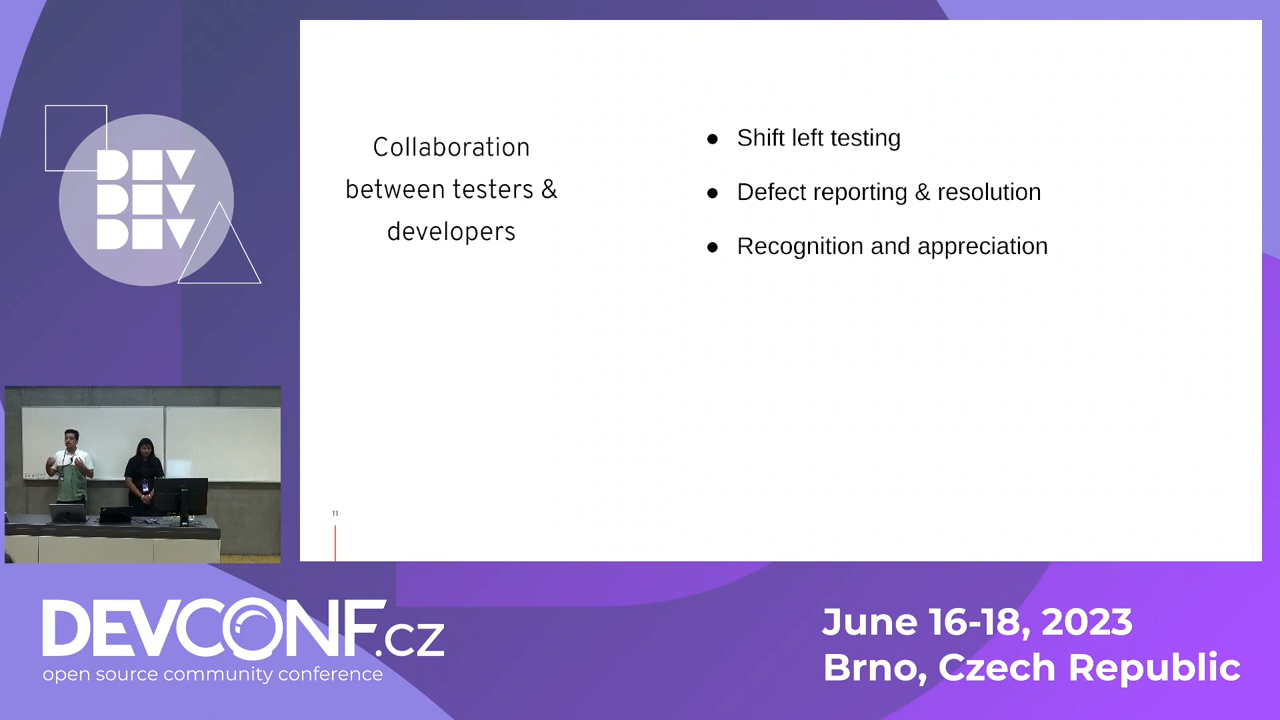 DEV
DEV
DEV
Collaboration
between testers &
developers
● Shift left testing
● Defect reporting & resolution
● Recognition and appreciation
11
DEVCONF.CZ
open source community conference
June 16-18, 2023
Brno, Czech Republic